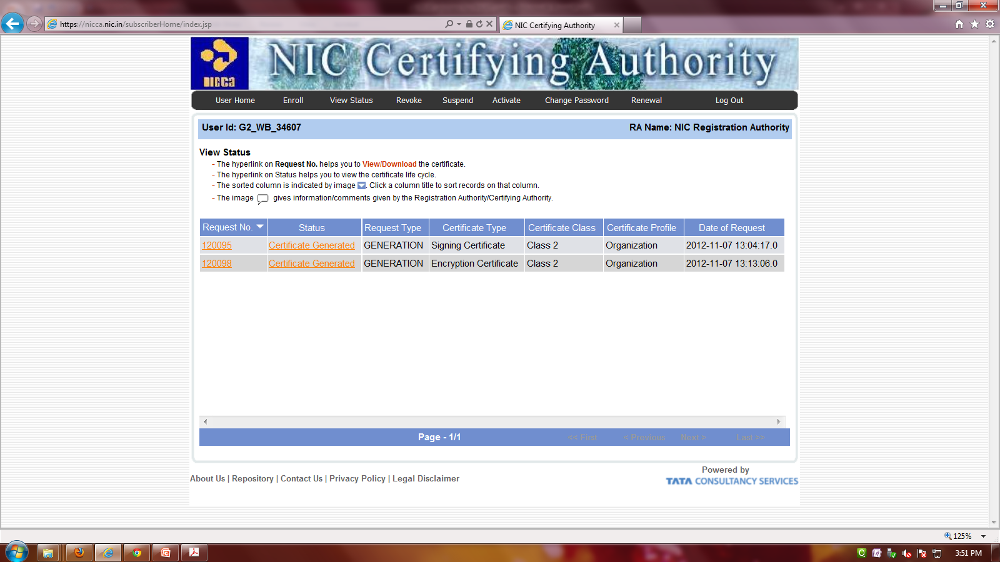 https://nicca.nic.in/subscriberHome/index.jsp
NIC Certifying Authority
nicca
NIC Certifying Authority
User Home Enroll View Status Revoke Suspend Activate Change Password Renewal Log Out
User Id: G2_WB_34607 RA Name: NIC Registration Authority
View Status
- The hyperlink on Request No. helps you to View/Download the certificate.
- The hyperlink on Status helps you to view the certificate life cycle.
- The sorted column is indicated by image . Click a column title to sort records on that column.
- The image gives information/comments given by the Registration Authority/Certifying Authority.
Request No. Status Request Type Certificate Type Certificate Class Certificate Profile Date of Request
120095 Certificate Generated GENERATION Signing Certificate Class 2 Organization 2012-11-07 13:04:17.0
120098 Certificate Generated GENERATION Encryption Certificate Class 2 Organization 2012-11-07 13:13:06.0
Page - 1/1 << First < Previous Next > Last >>
Powered by
About Us | Repository | Contact Us | Privacy Policy | Legal Disclaimer
TATA CONSULTANCY SERVICES
125%
3:51 PM